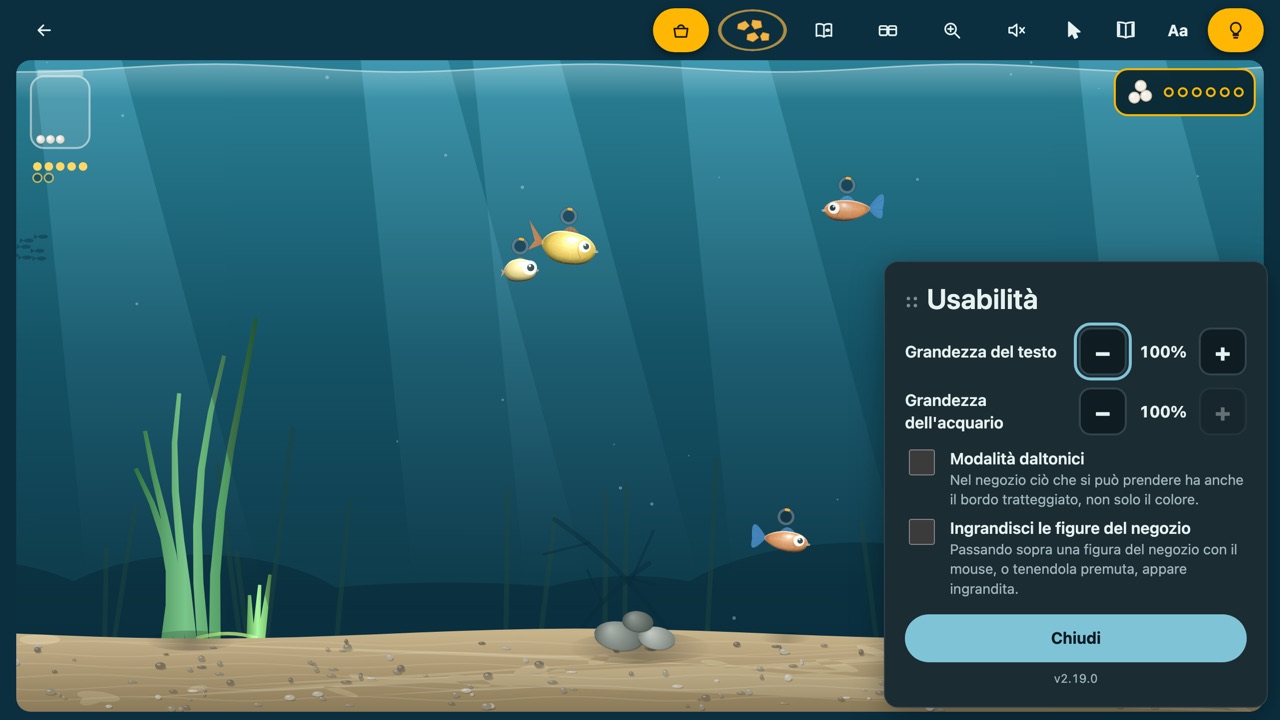 Aa
Usabilità
Grandezza del testo
100%
Grandezza
dell'acquario
100%
Modalità daltonici
Nel negozio ciò che si può prendere ha anche
il bordo tratteggiato, non solo il colore.
Ingrandisci le figure del negozio
Passando sopra una figura del negozio con il
mouse, o tenendola premuta, appare
ingrandita.
Chiudi
v2.19.0